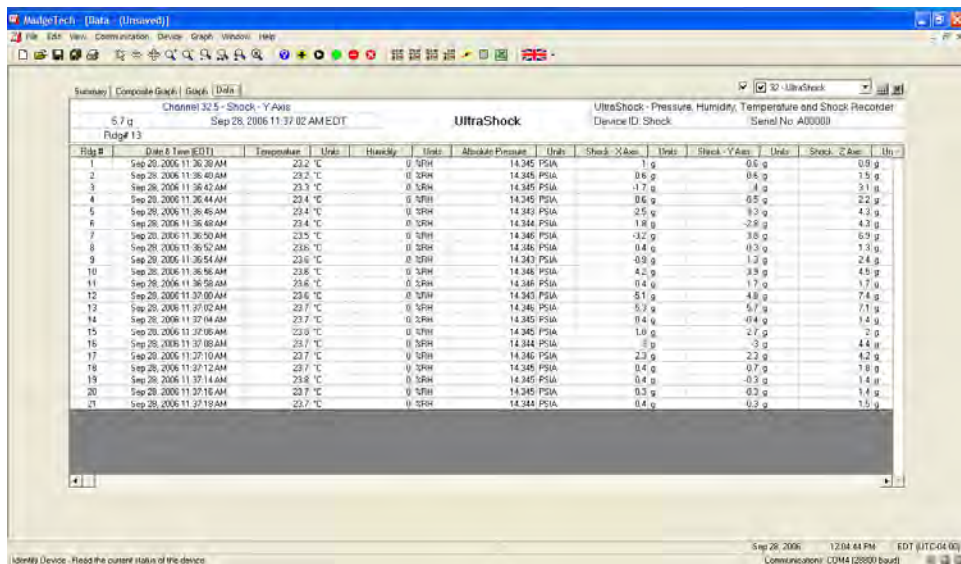 MadgeTech - [Data - (Unsaved)]
File Edit View Communication Device Graph Window Help
Summary Composite Graph Graph Data
32 - UltraShock
Channel 32.5 - Shock - Y Axis
UltraShock - Pressure, Humidity, Temperature and Shock Recorder
5.7 g Sep 28, 2006 11:37:02 AM EDT UltraShock Device ID: Shock Serial No. A00000
Rdg# 13
Rdg # Date & Time (EDT) Temperature Units Humidity Units Absolute Pressure Units Shock - X Axis Units Shock - Y Axis Units Shock - Z Axis Un
1 Sep 28, 2006 11:36:38 AM 23.2 °C 0 %RH 14.345 PSIA 1 g 0.6 g 0.9 g
2 Sep 28, 2006 11:36:40 AM 23.2 °C 0 %RH 14.345 PSIA 0.6 g 0.6 g 1.5 g
3 Sep 28, 2006 11:36:42 AM 23.3 °C 0 %RH 14.345 PSIA -1.7 g 4 g 3.1 g
4 Sep 28, 2006 11:36:44 AM 23.4 °C 0 %RH 14.345 PSIA 0.6 g -0.5 g 2.2 g
5 Sep 28, 2006 11:36:46 AM 23.4 °C 0 %RH 14.343 PSIA 2.5 g 4.3 g
6 Sep 28, 2006 11:36:48 AM 23.4 °C 0 %RH 14.344 PSIA 1.8 g -2.8 g 4.3 g
7 Sep 28, 2006 11:36:50 AM 23.5 °C 0 %RH 14.346 PSIA -3.2 g 3.8 g 6.9 g
8 Sep 28, 2006 11:36:52 AM 23.6 °C 0 %RH 14.346 PSIA 0.4 g -0.3 g 1.3 g
9 Sep 28, 2006 11:36:54 AM 23.6 °C 0 %RH 14.343 PSIA -0.9 g 1.3 g 2.4 g
10 Sep 28, 2006 11:36:56 AM 23.6 °C 0 %RH 14.346 PSIA 4.2 g 3.9 g 4.5 g
11 Sep 28, 2006 11:36:58 AM 23.6 °C 0 %RH 14.346 PSIA 0.4 g 1.7 g 1.7 g
12 Sep 28, 2006 11:37:00 AM 23.6 °C 0 %RH 14.343 PSIA -5.1 g 4.8 g 7.4 g
13 Sep 28, 2006 11:37:02 AM 23.7 °C 0 %RH 14.345 PSIA 5.7 g 7.1 g
14 Sep 28, 2006 11:37:04 AM 23.7 °C 0 %RH 14.345 PSIA 0.4 g -0.4 g 1.4 g
15 Sep 28, 2006 11:37:06 AM 23.8 °C 0 %RH 14.345 PSIA 1.8 g 2.7 g 2 g
16 Sep 28, 2006 11:37:08 AM 23.7 °C 0 %RH 14.344 PSIA g -3 g 4.4 g
17 Sep 28, 2006 11:37:10 AM 23.7 °C 0 %RH 14.346 PSIA 2.3 g 2.3 g 4.2 g
18 Sep 28, 2006 11:37:12 AM 23.7 °C 0 %RH 14.345 PSIA 0.4 g 0.7 g 1.8 g
19 Sep 28, 2006 11:37:14 AM 23.8 °C 0 %RH 14.345 PSIA 0.4 g -0.3 g 1.4 g
20 Sep 28, 2006 11:37:16 AM 23.7 °C 0 %RH 14.345 PSIA 0.3 g -0.3 g 1.4 g
21 Sep 28, 2006 11:37:18 AM 23.7 °C 0 %RH 14.344 PSIA 0.4 g 0.3 g 1.5 g
Sep 28, 2006 12:04:44 PM EDT (UTC-04:00)
Identify Device - Read the current status of the device. Communications: COM4 (28800 baud)